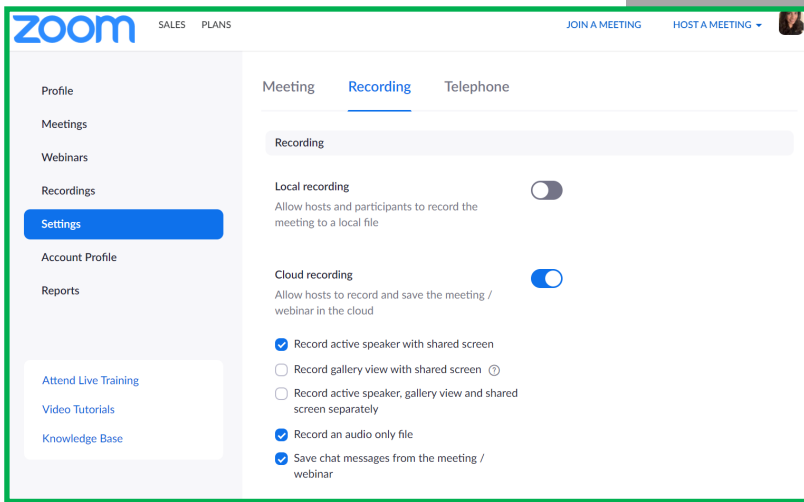 zoom SALES PLANS JOIN A MEETING HOST A MEETING
Profile
Meetings
Webinars
Recordings
Settings
Account Profile
Reports
Attend Live Training
Video Tutorials
Knowledge Base
Meeting Recording Telephone
Recording
Local recording
Allow hosts and participants to record the
meeting to a local file
Cloud recording
Allow hosts to record and save the meeting /
webinar in the cloud
Record active speaker with shared screen
Record gallery view with shared screen ?
Record active speaker, gallery view and shared
screen separately
Record an audio only file
Save chat messages from the meeting /
webinar